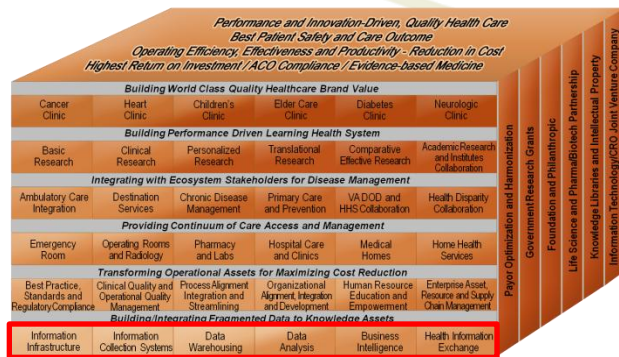 Performance and Innovation-Driven, Quality Health Care
Best Patient Safety and Care Outcome
Operating Efficiency, Effectiveness and Productivity - Reduction in Cost
Highest Return on Investment / ACO Compliance / Evidence-based Medicine
Building World Class Quality Healthcare Brand Value
Cancer Clinic
Heart Clinic
Children's Clinic
Elder Care Clinic
Diabetes Clinic
Neurologic Clinic
Building Performance Driven Learning Health System
Basic Research
Clinical Research
Personalized Research
Translational Research
Comparative Effective Research
Academic Research and Institutes Collaboration
Integrating with Ecosystem Stakeholders for Disease Management
Ambulatory Care Integration
Destination Services
Chronic Disease Management
Primary Care and Prevention
VA DOD and HHS Collaboration
Health Disparity Collaboration
Providing Continuum of Care Access and Management
Emergency Room
Operating Rooms and Radiology
Pharmacy and Labs
Hospital Care and Clinics
Medical Homes
Home Health Services
Transforming Operational Assets for Maximizing Cost Reduction
Best Practice, Standards and Regulatory Compliance
Clinical Quality and Operational Quality Management
Process Alignment Integration and Streamlining
Organizational Alignment, Integration and Development
Human Resource Education and Empowerment
Enterprise Asset, Resource and Supply Chain Management
Building/Integrating Fragmented Data to Knowledge Assets
Information Infrastructure
Information Collection Systems
Data Warehousing
Data Analysis
Business Intelligence
Health Information Exchange
Payor Optimization and Harmonization
Government Research Grants
Foundation and Philanthropic
Life Science and Pharma/Biotech Partnership
Knowledge Libraries and Intellectual Property
Information Technology/CRO Joint Venture Company